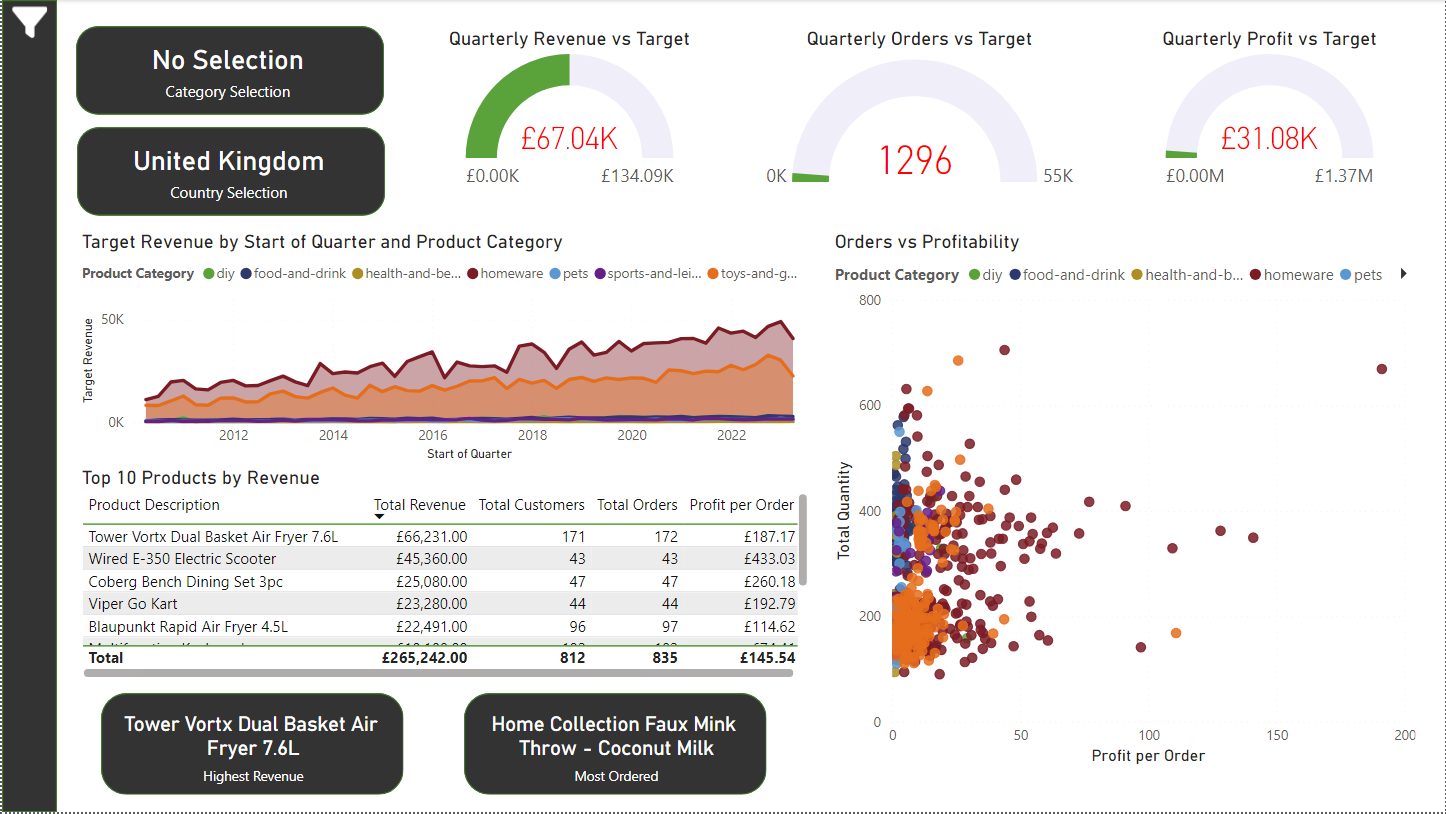 No Selection
Category Selection
United Kingdom
Country Selection
Quarterly Revenue vs Target
£67.04K
£0.00K £134.09K
Quarterly Orders vs Target
1296
0K 55K
Quarterly Profit vs Target
£31.08K
£0.00M £1.37M
Target Revenue by Start of Quarter and Product Category
Product Category diy food-and-drink health-and-be... homeware pets sports-and-lei... toys-and-g...
Target Revenue
50K
0K
2012 2014 2016 2018 2020 2022
Start of Quarter
Top 10 Products by Revenue
Product Description Total Revenue Total Customers Total Orders Profit per Order
Tower Vortx Dual Basket Air Fryer 7.6L £66,231.00 171 172 £187.17
Wired E-350 Electric Scooter £45,360.00 43 43 £433.03
Coberg Bench Dining Set 3pc £25,080.00 47 47 £260.18
Viper Go Kart £23,280.00 44 44 £192.79
Blaupunkt Rapid Air Fryer 4.5L £22,491.00 96 97 £114.62
Total £265,242.00 812 835 £145.54
Tower Vortx Dual Basket Air
Fryer 7.6L
Highest Revenue
Home Collection Faux Mink
Throw - Coconut Milk
Most Ordered
Orders vs Profitability
Product Category diy food-and-drink health-and-b... homeware pets
Total Quantity
800
600
400
200
0
0 50 100 150 200
Profit per Order